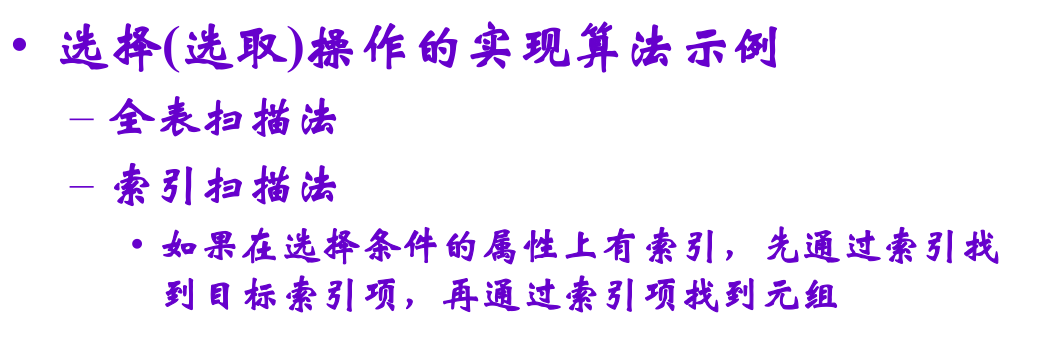 • 选择(选取)操作的实现算法示例
– 全表扫描法
– 索引扫描法
• 如果在选择条件的属性上有索引，先通过索引找
到目标索引项，再通过索引项找到元组